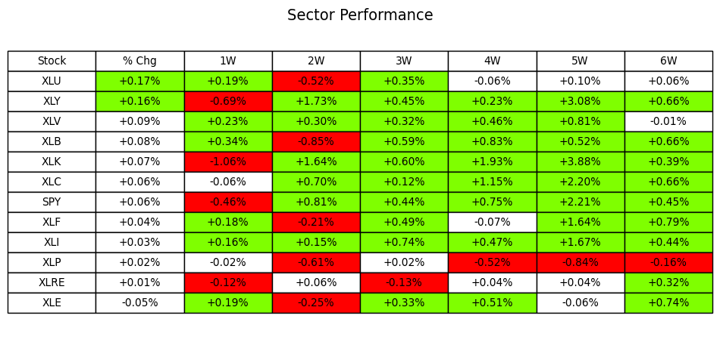 Sector Performance
Stock % Chg 1W 2W 3W 4W 5W 6W
XLU +0.17% +0.19% -0.52% +0.35% -0.06% +0.10% +0.06%
XLY +0.16% -0.69% +1.73% +0.45% +0.23% +3.08% +0.66%
XLV +0.09% +0.23% +0.30% +0.32% +0.46% +0.81% -0.01%
XLB +0.08% +0.34% -0.85% +0.59% +0.83% +0.52% +0.66%
XLK +0.07% -1.06% +1.64% +0.60% +1.93% +3.88% +0.39%
XLC +0.06% -0.06% +0.70% +0.12% +1.15% +2.20% +0.66%
SPY +0.06% -0.46% +0.81% +0.44% +0.75% +2.21% +0.45%
XLF +0.04% +0.18% -0.21% +0.49% -0.07% +1.64% +0.79%
XLI +0.03% +0.16% +0.15% +0.74% +0.47% +1.67% +0.44%
XLP +0.02% -0.02% -0.61% +0.02% -0.52% -0.84% -0.16%
XLRE +0.01% -0.12% +0.06% -0.13% +0.04% +0.04% +0.32%
XLE -0.05% +0.19% -0.25% +0.33% +0.51% -0.06% +0.74%